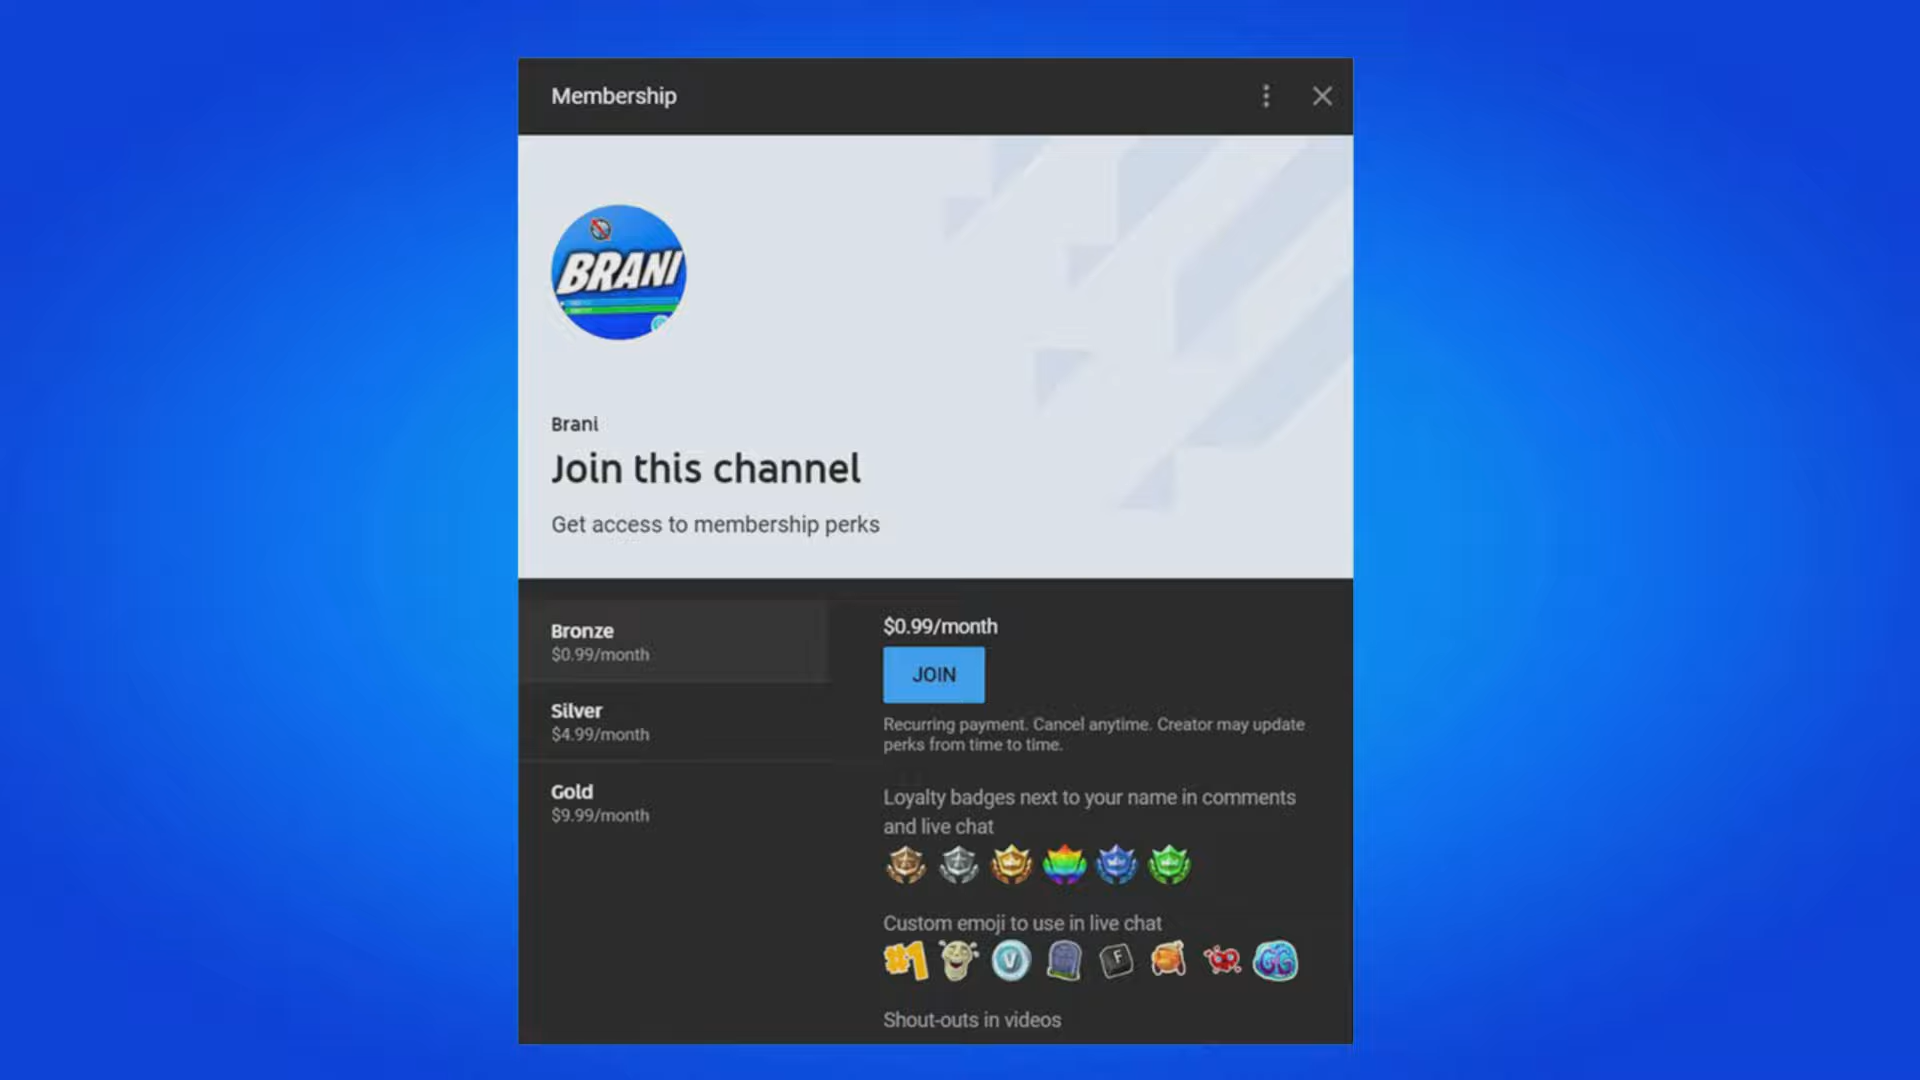 Membership
BRANI
Brani
Join this channel
Get access to membership perks
Bronze
$0.99/month
Silver
$4.99/month
Gold
$9.99/month
$0.99/month
JOIN
Recurring payment. Cancel anytime. Creator may update
perks from time to time.
Loyalty badges next to your name in comments
and live chat
Custom emoji to use in live chat
#1 V F GG
Shout-outs in videos